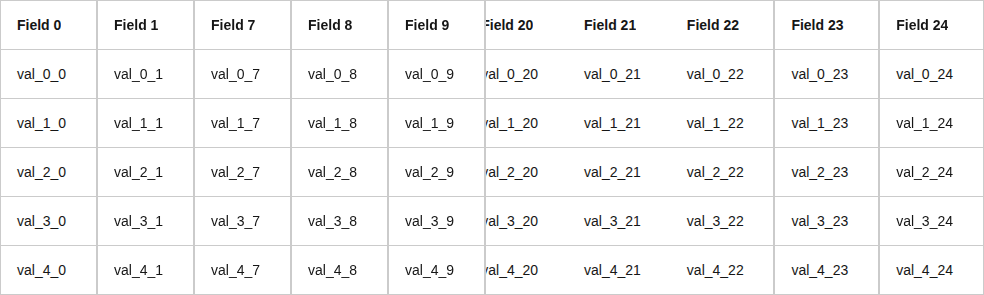 Field 0 Field 1 Field 7 Field 8 Field 9 Field 20 Field 21 Field 22 Field 23 Field 24
val_0_0 val_0_1 val_0_7 val_0_8 val_0_9 val_0_20 val_0_21 val_0_22 val_0_23 val_0_24
val_1_0 val_1_1 val_1_7 val_1_8 val_1_9 val_1_20 val_1_21 val_1_22 val_1_23 val_1_24
val_2_0 val_2_1 val_2_7 val_2_8 val_2_9 val_2_20 val_2_21 val_2_22 val_2_23 val_2_24
val_3_0 val_3_1 val_3_7 val_3_8 val_3_9 val_3_20 val_3_21 val_3_22 val_3_23 val_3_24
val_4_0 val_4_1 val_4_7 val_4_8 val_4_9 val_4_20 val_4_21 val_4_22 val_4_23 val_4_24